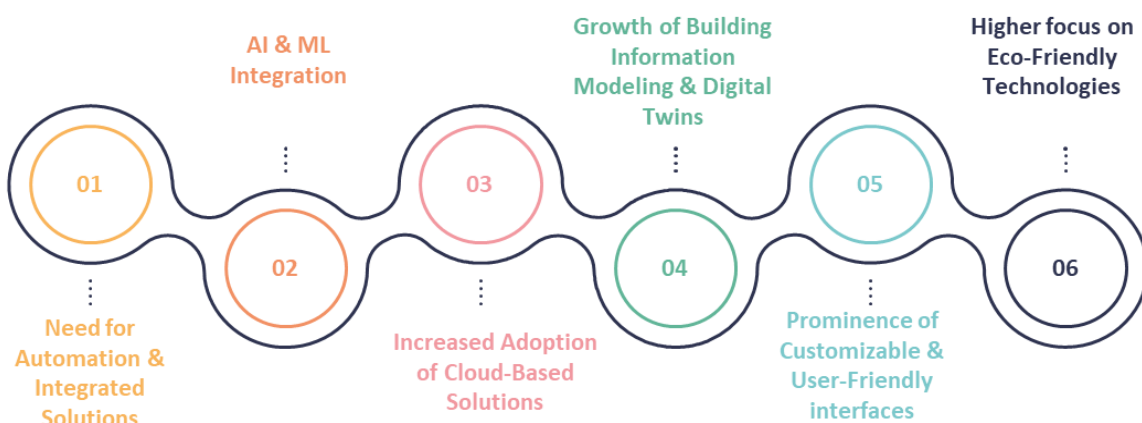 01
Need for
Automation &
Integrated
Solutions
AI & ML
Integration
02
03
Increased Adoption
of Cloud-Based
Solutions
Growth of Building
Information
Modeling & Digital
Twins
04
05
Prominence of
Customizable &
User-Friendly
interfaces
Higher focus on
Eco-Friendly
Technologies
06